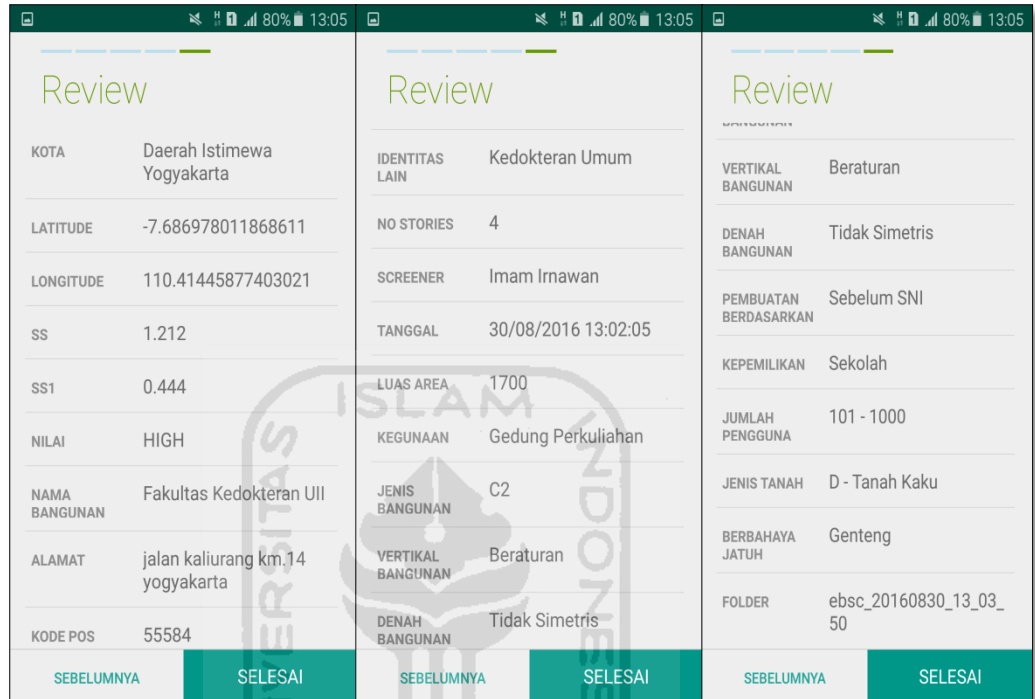 80% 13:05
Review
KOTA Daerah Istimewa
Yogyakarta
LATITUDE -7.686978011868611
LONGITUDE 110.41445877403021
SS 1.212
SS1 0.444
NILAI HIGH
NAMA BANGUNAN Fakultas Kedokteran UII
ALAMAT jalan kaliurang km.14
yogyakarta
KODE POS 55584
SEBELUMNYA SELESAI
80% 13:05
Review
IDENTITAS LAIN Kedokteran Umum
NO STORIES 4
SCREENER Imam Irnawan
TANGGAL 30/08/2016 13:02:05
LUAS AREA 1700
KEGUNAAN Gedung Perkuliahan
JENIS BANGUNAN C2
VERTIKAL BANGUNAN Beraturan
DENAH BANGUNAN Tidak Simetris
SEBELUMNYA SELESAI
80% 13:05
Review
BANGUNAN
VERTIKAL BANGUNAN Beraturan
DENAH BANGUNAN Tidak Simetris
PEMBUATAN BERDASARKAN Sebelum SNI
KEPEMILIKAN Sekolah
JUMLAH PENGGUNA 101 - 1000
JENIS TANAH D - Tanah Kaku
BERBAHAYA JATUH Genteng
FOLDER ebsc_20160830_13_03_
50
SEBELUMNYA SELESAI
ISLAM
INDONES
VERSITAS